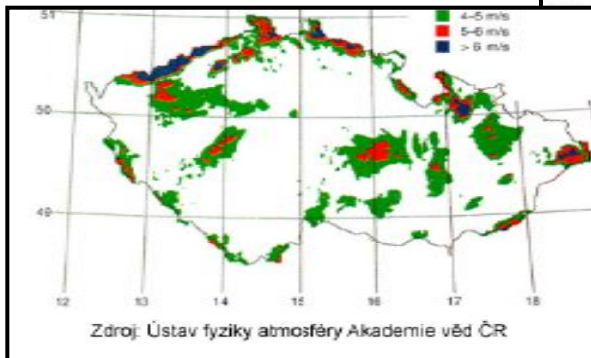 4–5 m/s
51
5–6 m/s
> 6 m/s
50
49
12 13 14 15 16 17 18
Zdroj: Ústav fyziky atmosféry Akademie věd ČR